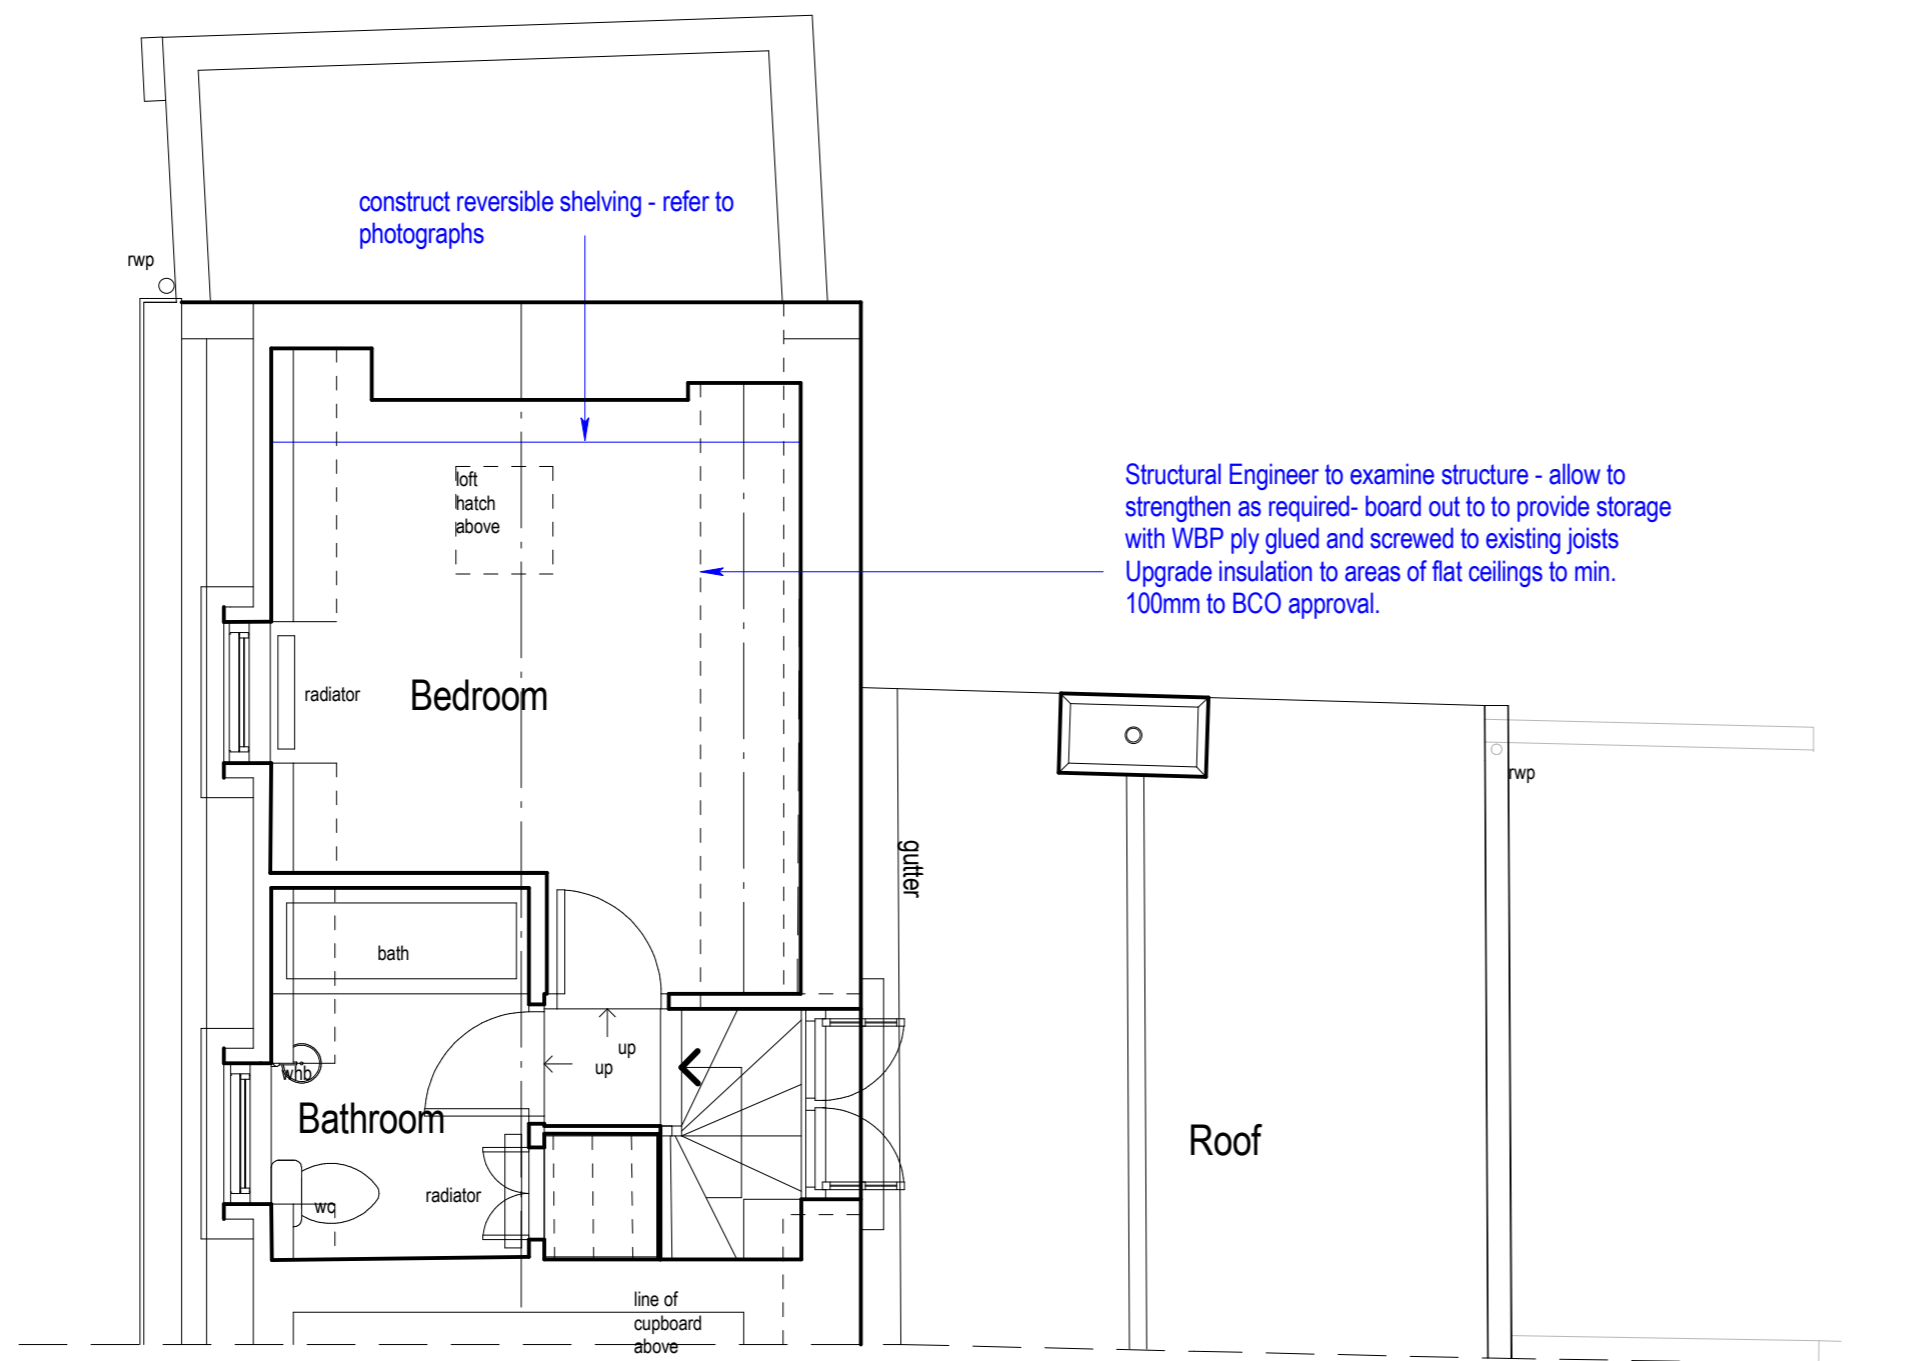 construct reversible shelving - refer to
photographs
rwp
loft
hatch
above
Structural Engineer to examine structure - allow to
strengthen as required- board out to to provide storage
with WBP ply glued and screwed to existing joists
Upgrade insulation to areas of flat ceilings to min.
100mm to BCO approval.
radiator
Bedroom
rwp
gutter
bath
up
up
whb
Bathroom
Roof
radiator
wc
line of
cupboard
above